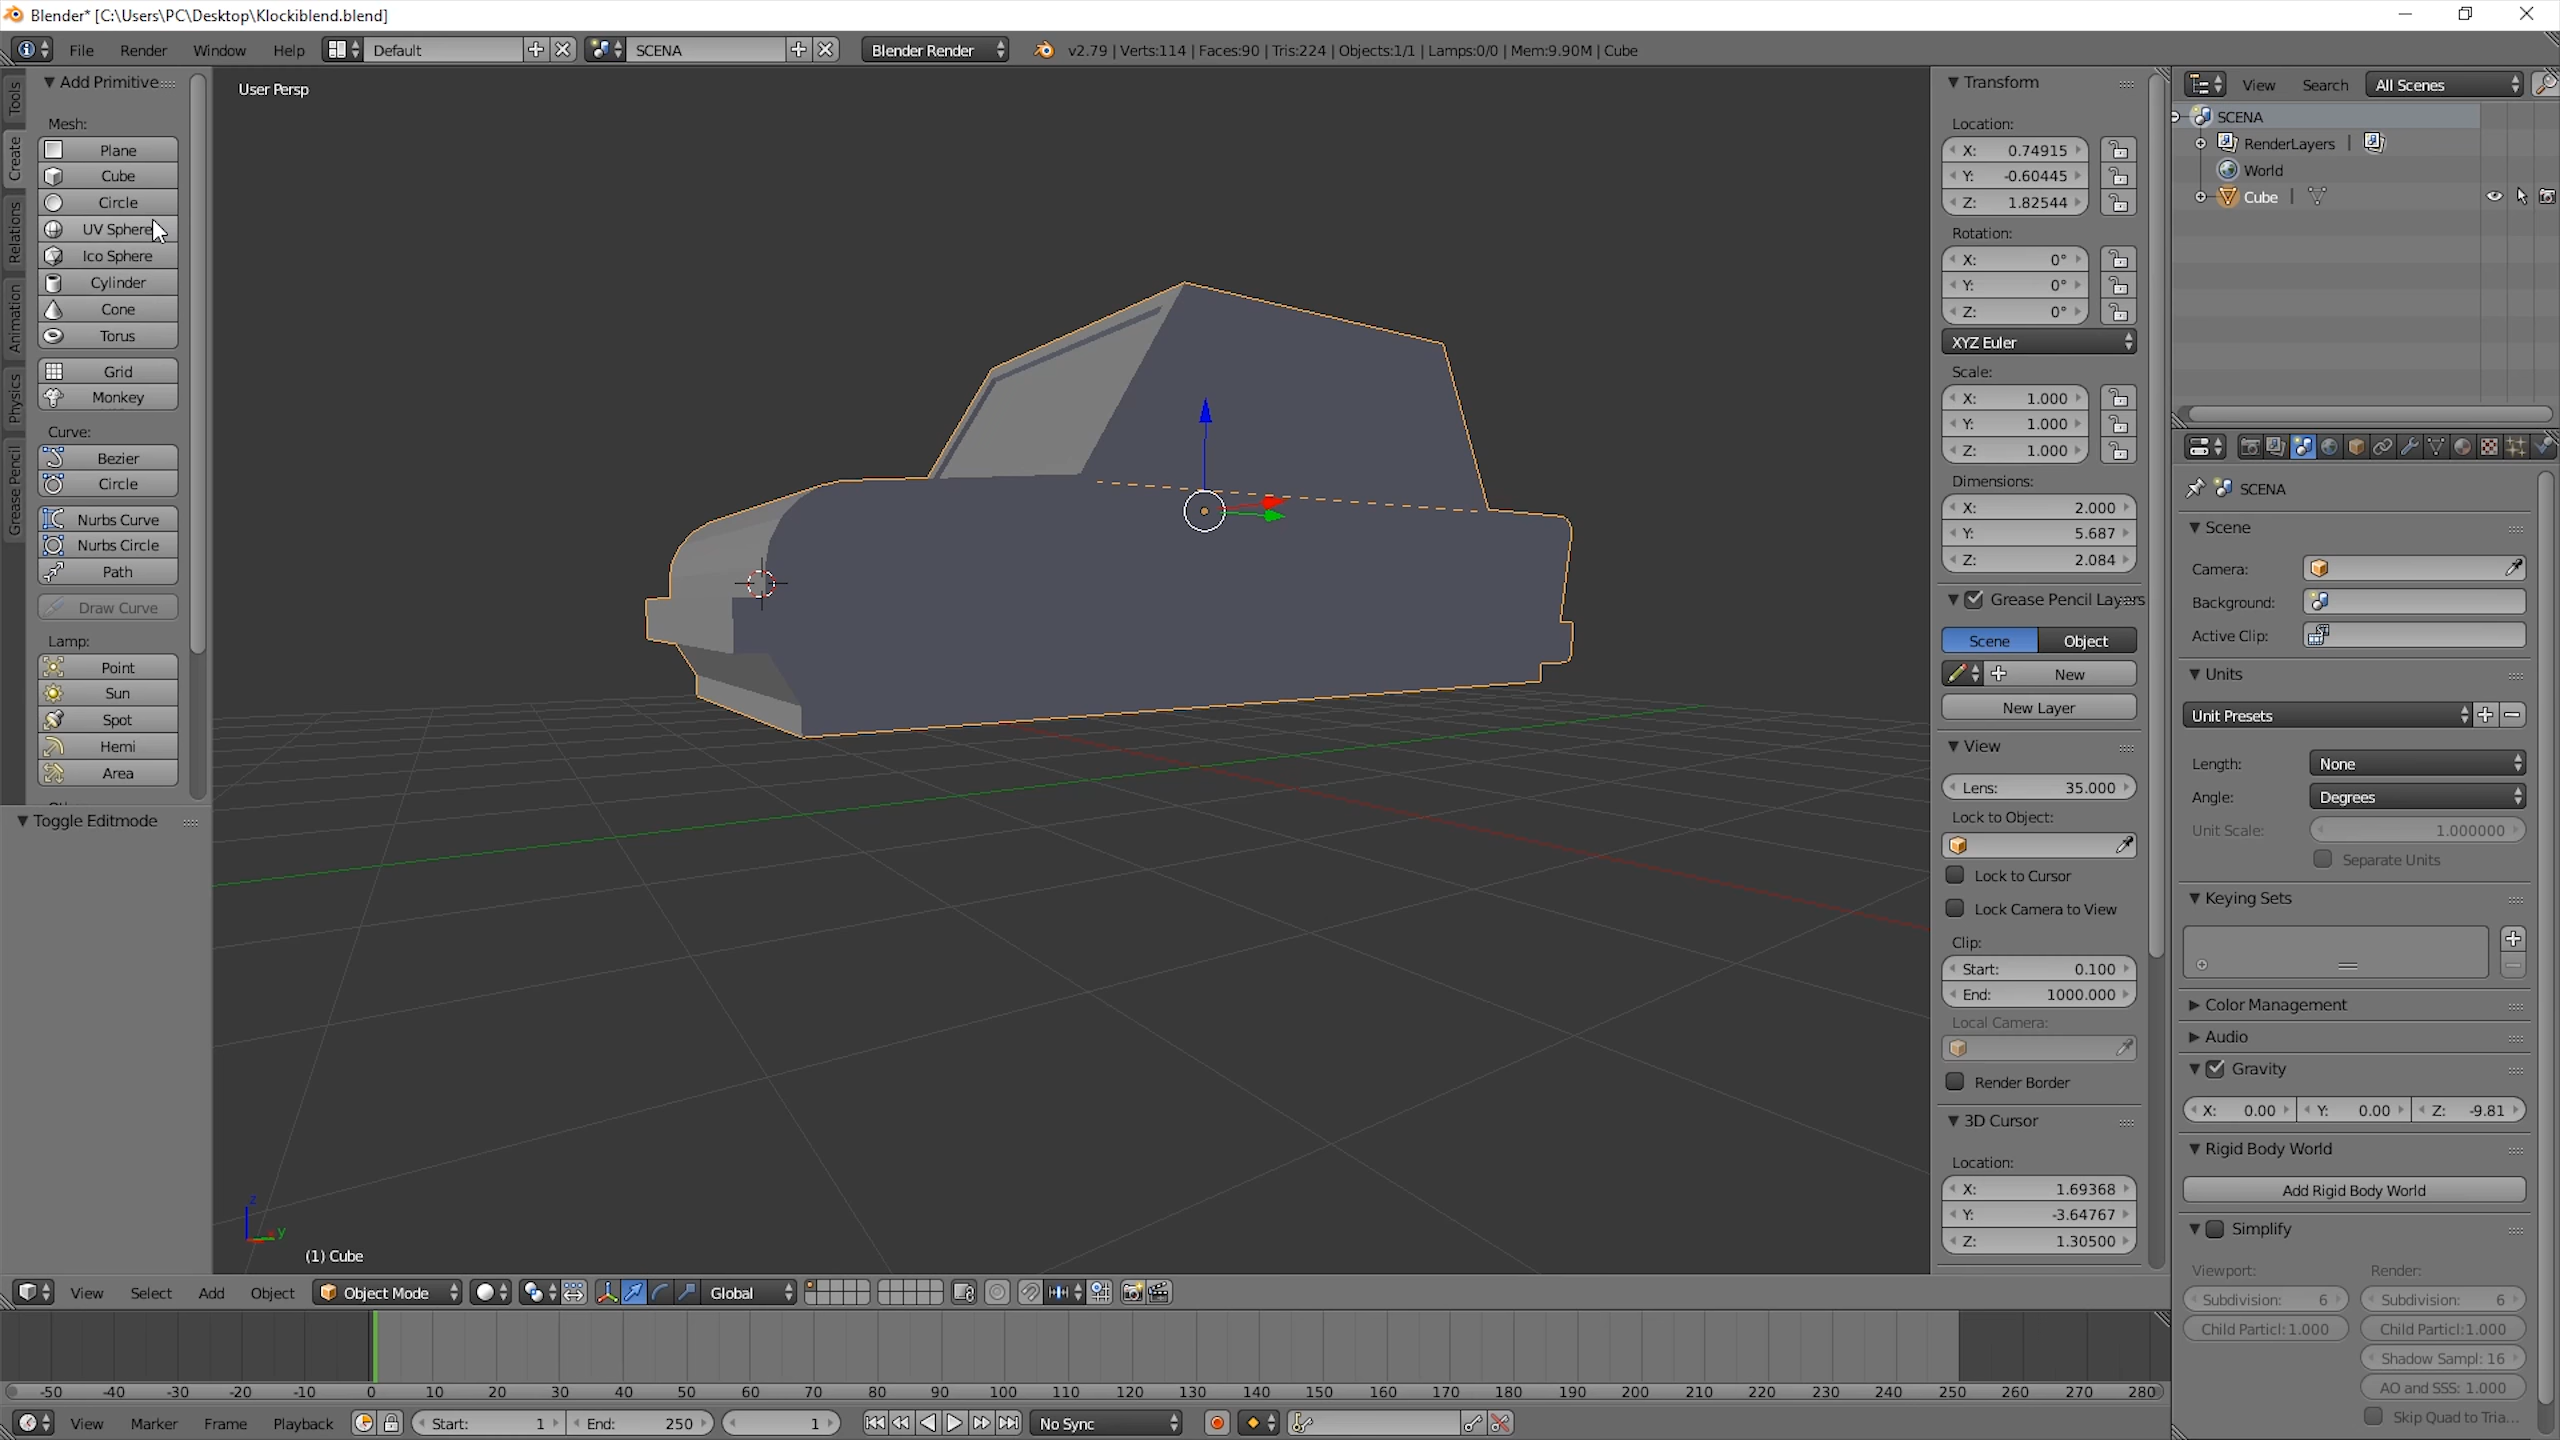 Blender* [C:\Users\PC\Desktop\Klockiblend.blend]
File Render Window Help Default SCENA Blender Render v2.79 | Verts:114 | Faces:90 | Tris:224 | Objects:1/1 | Lamps:0/0 | Mem:9.90M | Cube
Tools
Create
Relations
Animation
Physics
Grease Pencil
Add Primitive
Mesh:
Plane
Cube
Circle
UV Sphere
Ico Sphere
Cylinder
Cone
Torus
Grid
Monkey
Curve:
Bezier
Circle
Nurbs Curve
Nurbs Circle
Path
Draw Curve
Lamp:
Point
Sun
Spot
Hemi
Area
Toggle Editmode
User Persp
z
y
(1) Cube
Transform
Location:
X: 0.74915
Y: -0.60445
Z: 1.82544
Rotation:
X: 0°
Y: 0°
Z: 0°
XYZ Euler
Scale:
X: 1.000
Y: 1.000
Z: 1.000
Dimensions:
X: 2.000
Y: 5.687
Z: 2.084
Grease Pencil Layers
Scene Object
New
New Layer
View
Lens: 35.000
Lock to Object:
Lock to Cursor
Lock Camera to View
Clip:
Start: 0.100
End: 1000.000
Local Camera:
Render Border
3D Cursor
Location:
X: 1.69368
Y: -3.64767
Z: 1.30500
View Search All Scenes
SCENA
RenderLayers |
World
Cube |
SCENA
Scene
Camera:
Background:
Active Clip:
Units
Unit Presets
Length: None
Angle: Degrees
Unit Scale: 1.000000
Separate Units
Keying Sets
Color Management
Audio
Gravity
X: 0.00 Y: 0.00 Z: -9.81
Rigid Body World
Add Rigid Body World
Simplify
Viewport: Render:
Subdivision: 6 Subdivision: 6
Child Particl: 1.000 Child Particl: 1.000
Shadow Sampl: 16
AO and SSS: 1.000
Skip Quad to Tria...
View Select Add Object Object Mode Global
-50 -40 -30 -20 -10 0 10 20 30 40 50 60 70 80 90 100 110 120 130 140 150 160 170 180 190 200 210 220 230 240 250 260 270 280
View Marker Frame Playback Start: 1 End: 250 1 No Sync